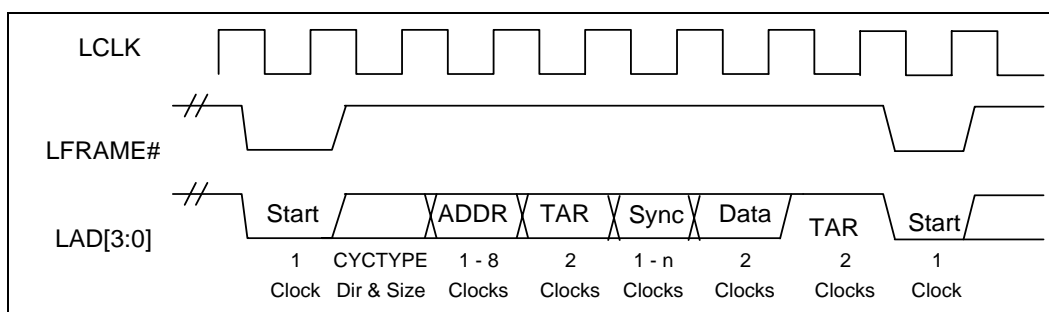 LCLK
LFRAME#
LAD[3:0]
Start ADDR TAR Sync Data TAR Start
1 CYCTYPE 1 - 8 2 1 - n 2 2 1
Clock Dir & Size Clocks Clocks Clocks Clocks Clocks Clock